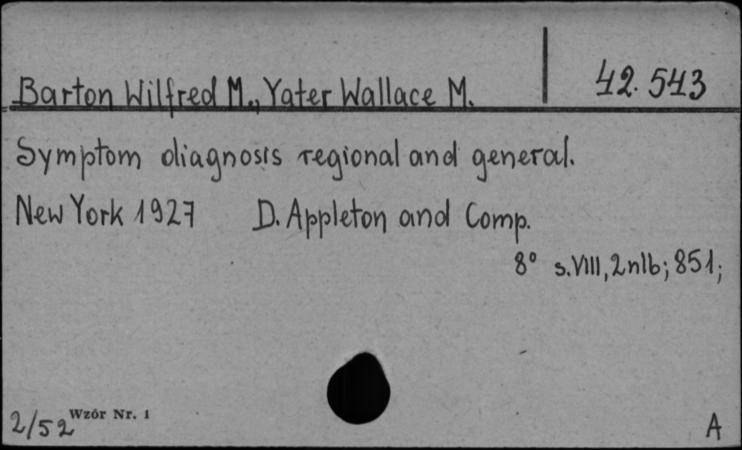 Barton Wilfred M., Yater Wallace M. 42.543
Symptom diagnosis regional and general.
New York 1927 D. Appleton and Comp.
8° s. VIII, 2nlb; 851;
2/52 Wzór Nr. 1 A